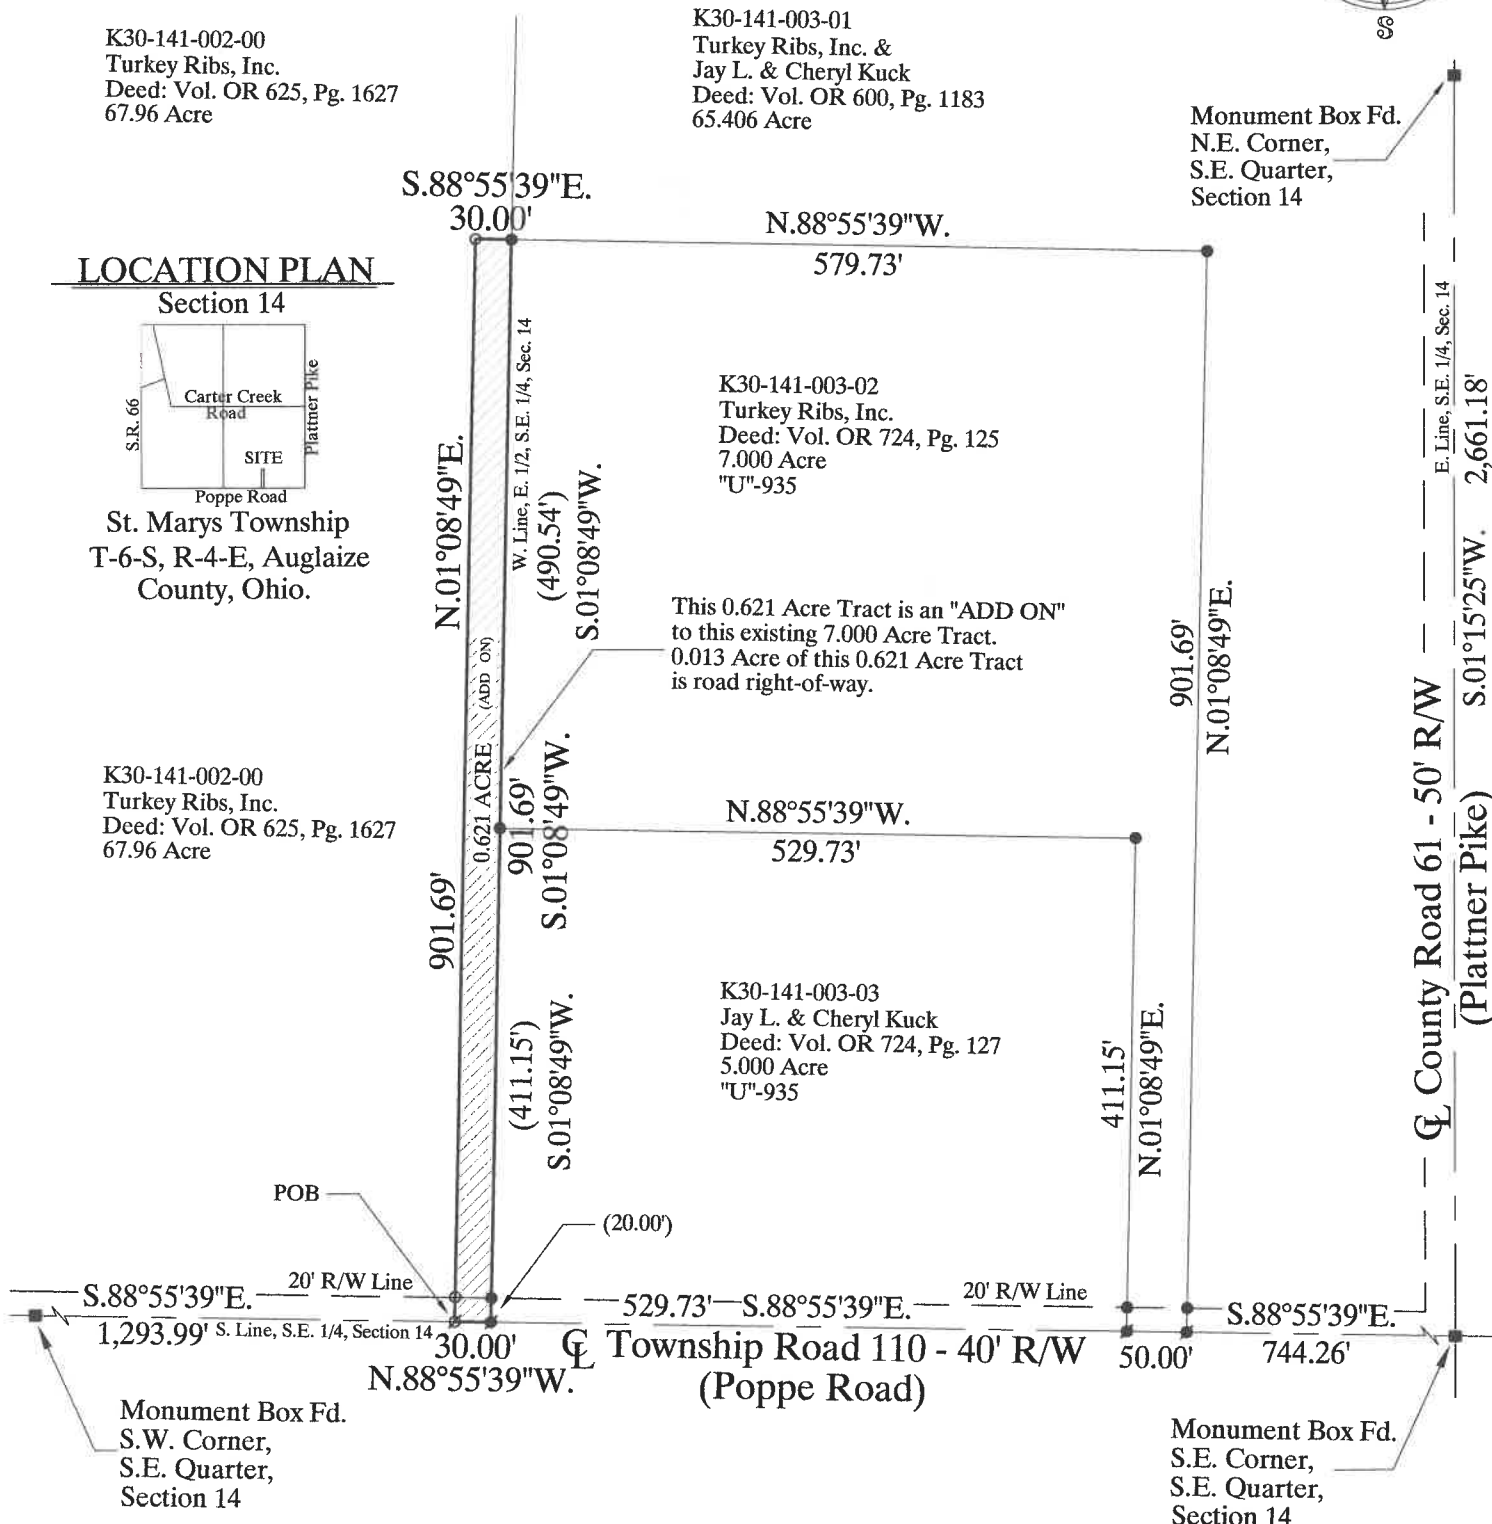 S
K30-141-002-00
Turkey Ribs, Inc.
Deed: Vol. OR 625, Pg. 1627
67.96 Acre
K30-141-003-01
Turkey Ribs, Inc. &
Jay L. & Cheryl Kuck
Deed: Vol. OR 600, Pg. 1183
65.406 Acre
Monument Box Fd.
N.E. Corner,
S.E. Quarter,
Section 14
S.88°55'39"E.
30.00'
N.88°55'39"W.
579.73'
LOCATION PLAN
Section 14
S.R. 66
Carter Creek
Road
Plattner Pike
SITE
Poppe Road
St. Marys Township
T-6-S, R-4-E, Auglaize
County, Ohio.
N.01°08'49"E.
W. Line, E. 1/2, S.E. 1/4, Sec. 14
(490.54')
S.01°08'49"W.
K30-141-003-02
Turkey Ribs, Inc.
Deed: Vol. OR 724, Pg. 125
7.000 Acre
"U"-935
This 0.621 Acre Tract is an "ADD ON"
to this existing 7.000 Acre Tract.
0.013 Acre of this 0.621 Acre Tract
is road right-of-way.
901.69'
N.01°08'49"E.
E. Line, S.E. 1/4, Sec. 14
2,661.18'
S.01°15'25"W.
℄ County Road 61 - 50' R/W
(Plattner Pike)
0.621 ACRE (ADD ON)
901.69'
S.01°08'49"W.
K30-141-002-00
Turkey Ribs, Inc.
Deed: Vol. OR 625, Pg. 1627
67.96 Acre
901.69'
N.88°55'39"W.
529.73'
(411.15')
S.01°08'49"W.
K30-141-003-03
Jay L. & Cheryl Kuck
Deed: Vol. OR 724, Pg. 127
5.000 Acre
"U"-935
411.15'
N.01°08'49"E.
POB
(20.00')
S.88°55'39"E.
20' R/W Line
529.73' S.88°55'39"E.
20' R/W Line
S.88°55'39"E.
1,293.99' S. Line, S.E. 1/4, Section 14
30.00'
N.88°55'39"W.
℄ Township Road 110 - 40' R/W
(Poppe Road)
50.00'
744.26'
Monument Box Fd.
S.W. Corner,
S.E. Quarter,
Section 14
Monument Box Fd.
S.E. Corner,
S.E. Quarter,
Section 14